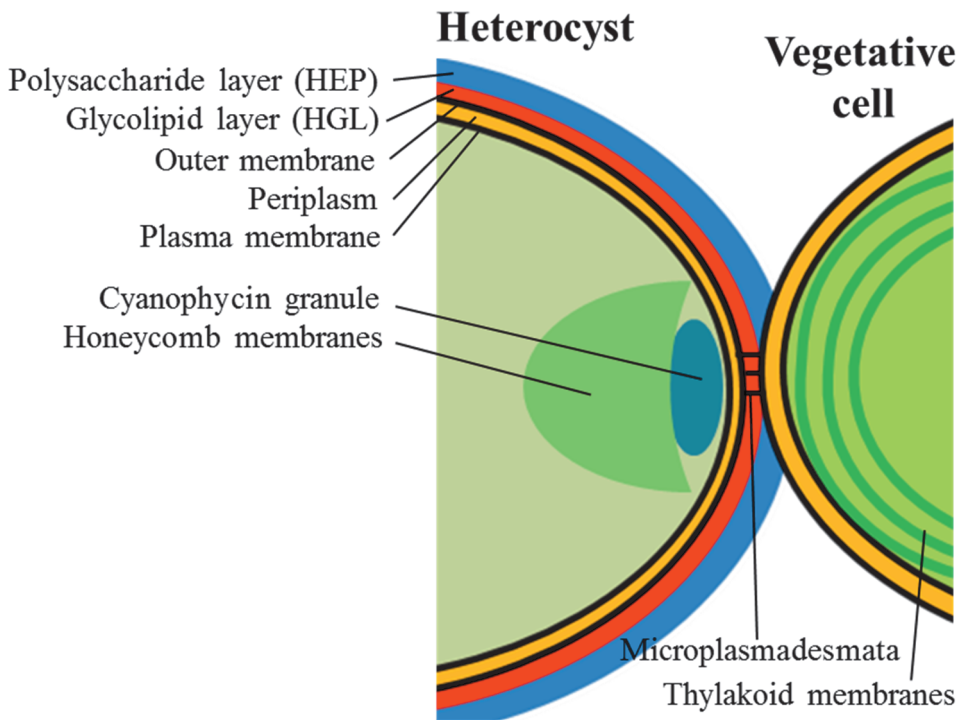 Heterocyst
Vegetative
cell
Polysaccharide layer (HEP)
Glycolipid layer (HGL)
Outer membrane
Periplasm
Plasma membrane
Cyanophycin granule
Honeycomb membranes
Microplasmadesmata
Thylakoid membranes